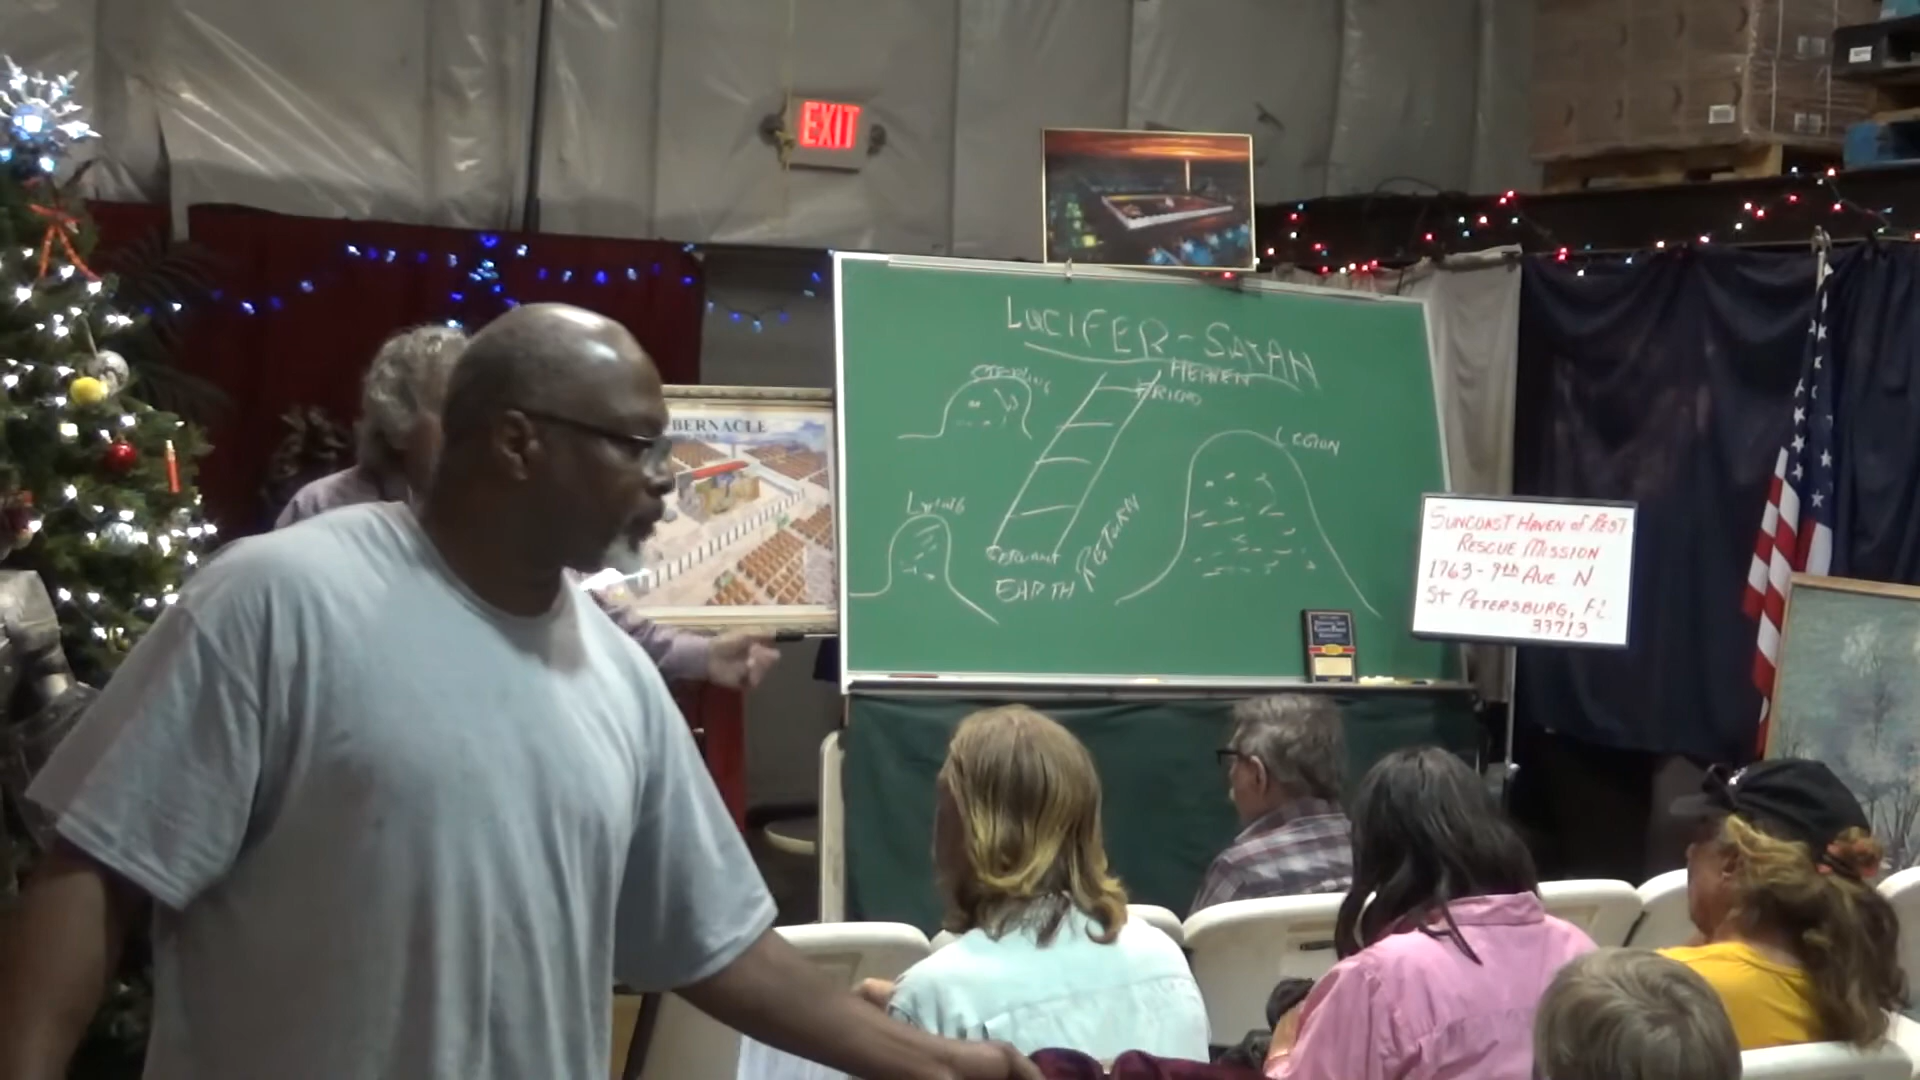 EXIT
LUCIFER-SATAN
HEAVEN
FRIEND
LEGION
LYING
RETURN
SERVANT
EARTH
BERNACLE
SUNCOAST HAVEN of REST
RESCUE MISSION
1763-9th AVE N
St PETERSBURG, FL.
33713